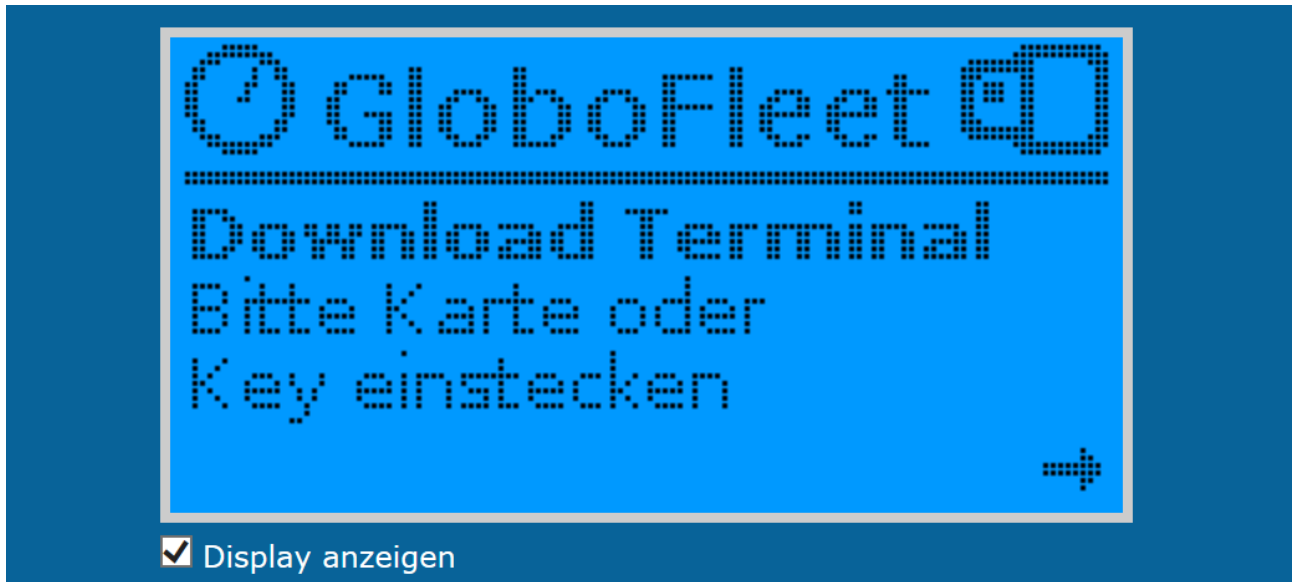 GloboFleet
Download Terminal
Bitte Karte oder
Key einstecken
Display anzeigen